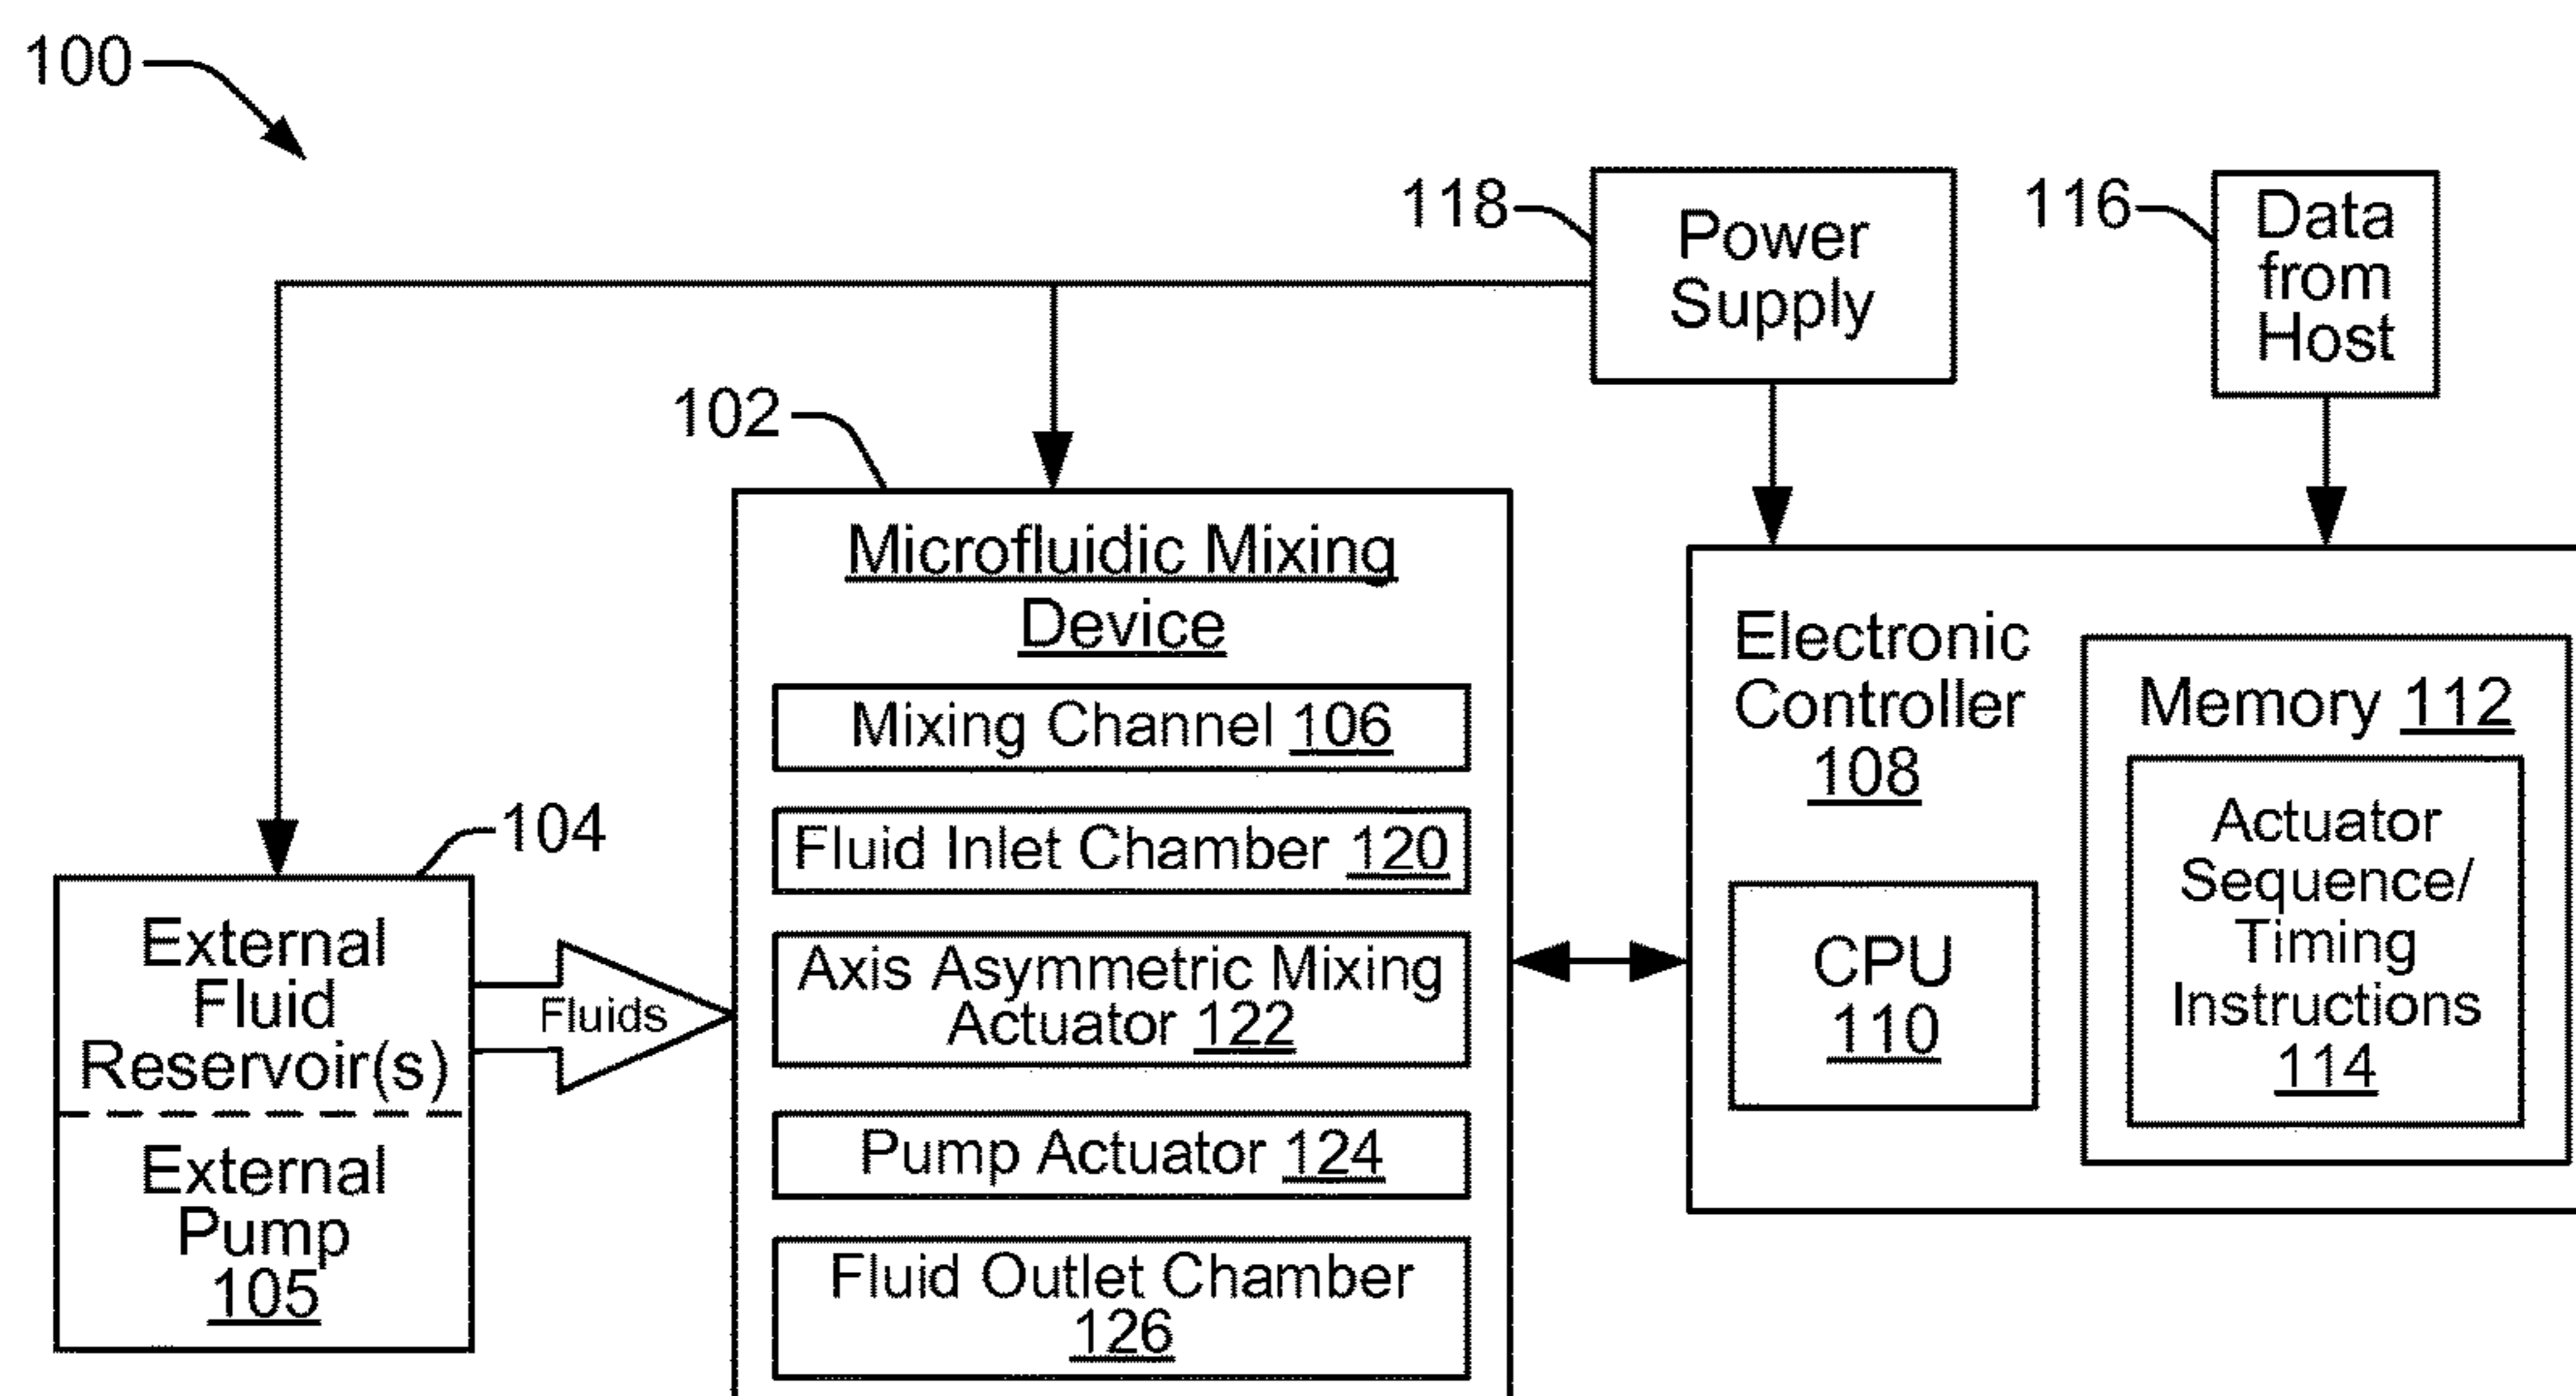 100
118
Power
Supply
116
Data
from
Host
102
Microfluidic Mixing
Device
Mixing Channel 106
Fluid Inlet Chamber 120
Axis Asymmetric Mixing
Actuator 122
Pump Actuator 124
Fluid Outlet Chamber
126
104
External
Fluid
Reservoir(s)
External
Pump
105
Fluids
Electronic
Controller
108
CPU
110
Memory 112
Actuator
Sequence/
Timing
Instructions
114